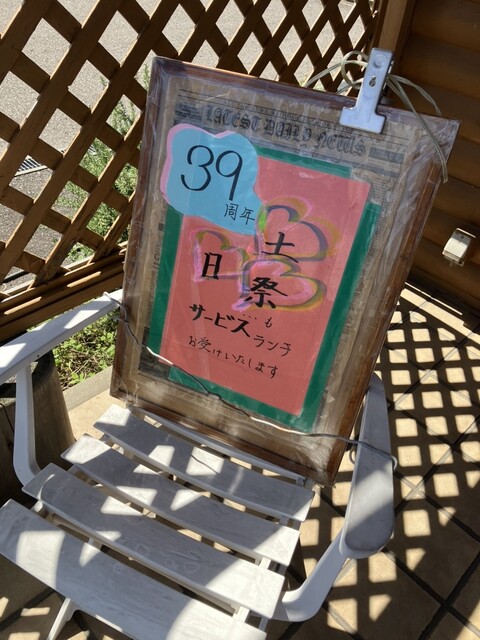 LATEST DAILY NEWS
39
周年
土
日
祭
…も
サービスランチ
お受けいたします